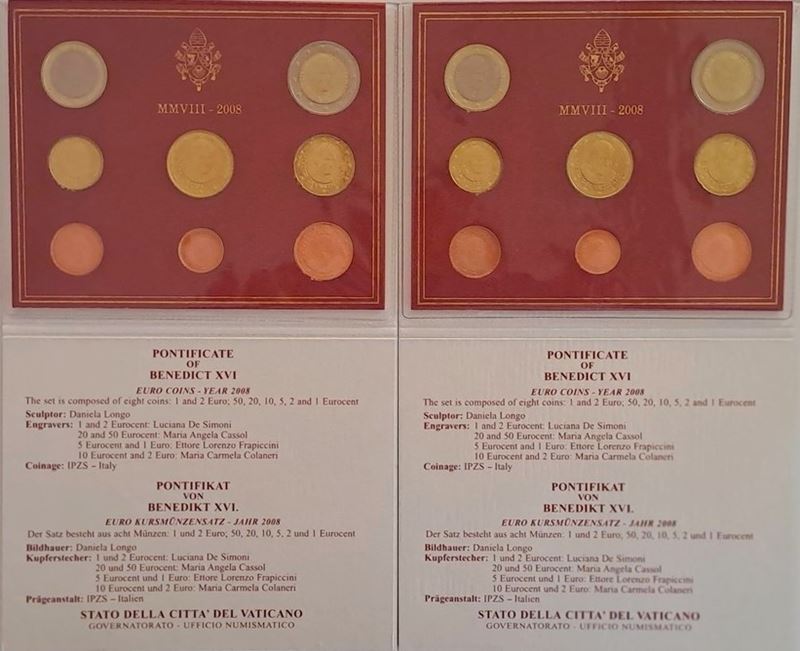 MMVIII - 2008
PONTIFICATE
OF
BENEDICT XVI
EURO COINS - YEAR 2008
The set is composed of eight coins: 1 and 2 Euro; 50, 20, 10, 5, 2 and 1 Eurocent
Sculptor: Daniela Longo
Engravers: 1 and 2 Eurocent: Luciana De Simoni
20 and 50 Eurocent: Maria Angela Cassol
5 Eurocent and 1 Euro: Ettore Lorenzo Frapiccini
10 Eurocent and 2 Euro: Maria Carmela Colaneri
Coinage: IPZS – Italy
PONTIFIKAT
VON
BENEDIKT XVI.
EURO KURSMÜNZENSATZ - JAHR 2008
Der Satz besteht aus acht Münzen: 1 und 2 Euro; 50, 20, 10, 5, 2 und 1 Eurocent
Bildhauer: Daniela Longo
Kupferstecher: 1 und 2 Eurocent: Luciana De Simoni
20 und 50 Eurocent: Maria Angela Cassol
5 Eurocent und 1 Euro: Ettore Lorenzo Frapiccini
10 Eurocent und 2 Euro: Maria Carmela Colaneri
Prägeanstalt: IPZS – Italien
STATO DELLA CITTA' DEL VATICANO
GOVERNATORATO - UFFICIO NUMISMATICO
MMVIII - 2008
PONTIFICATE
OF
BENEDICT XVI
EURO COINS - YEAR 2008
The set is composed of eight coins: 1 and 2 Euro; 50, 20, 10, 5, 2 and 1 Eurocent
Sculptor: Daniela Longo
Engravers: 1 and 2 Eurocent: Luciana De Simoni
20 and 50 Eurocent: Maria Angela Cassol
5 Eurocent and 1 Euro: Ettore Lorenzo Frapiccini
10 Eurocent and 2 Euro: Maria Carmela Colaneri
Coinage: IPZS – Italy
PONTIFIKAT
VON
BENEDIKT XVI.
EURO KURSMÜNZENSATZ - JAHR 2008
Der Satz besteht aus acht Münzen: 1 und 2 Euro; 50, 20, 10, 5, 2 und 1 Eurocent
Bildhauer: Daniela Longo
Kupferstecher: 1 und 2 Eurocent: Luciana De Simoni
20 und 50 Eurocent: Maria Angela Cassol
5 Eurocent und 1 Euro: Ettore Lorenzo Frapiccini
10 Eurocent und 2 Euro: Maria Carmela Colaneri
Prägeanstalt: IPZS – Italien
STATO DELLA CITTA' DEL VATICANO
GOVERNATORATO - UFFICIO NUMISMATICO